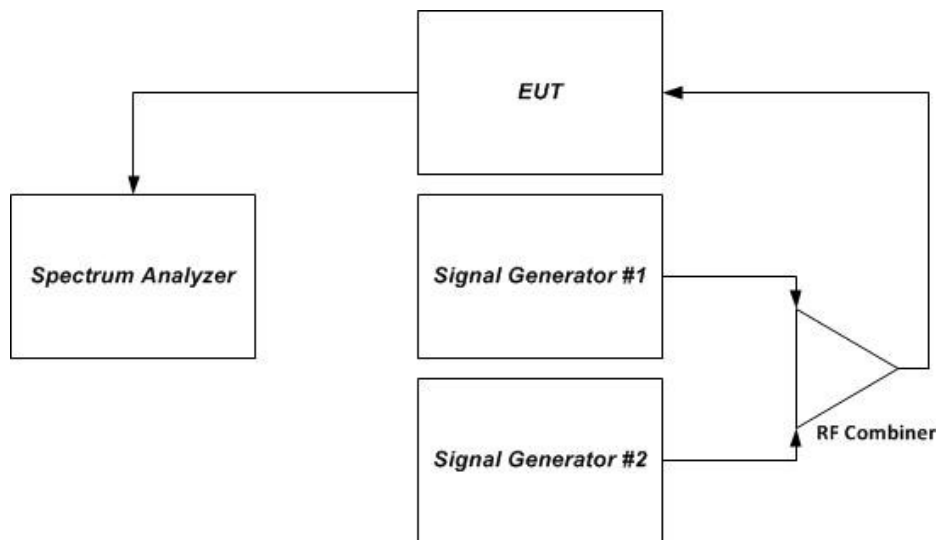 EUT
Spectrum Analyzer
Signal Generator #1
RF Combiner
Signal Generator #2